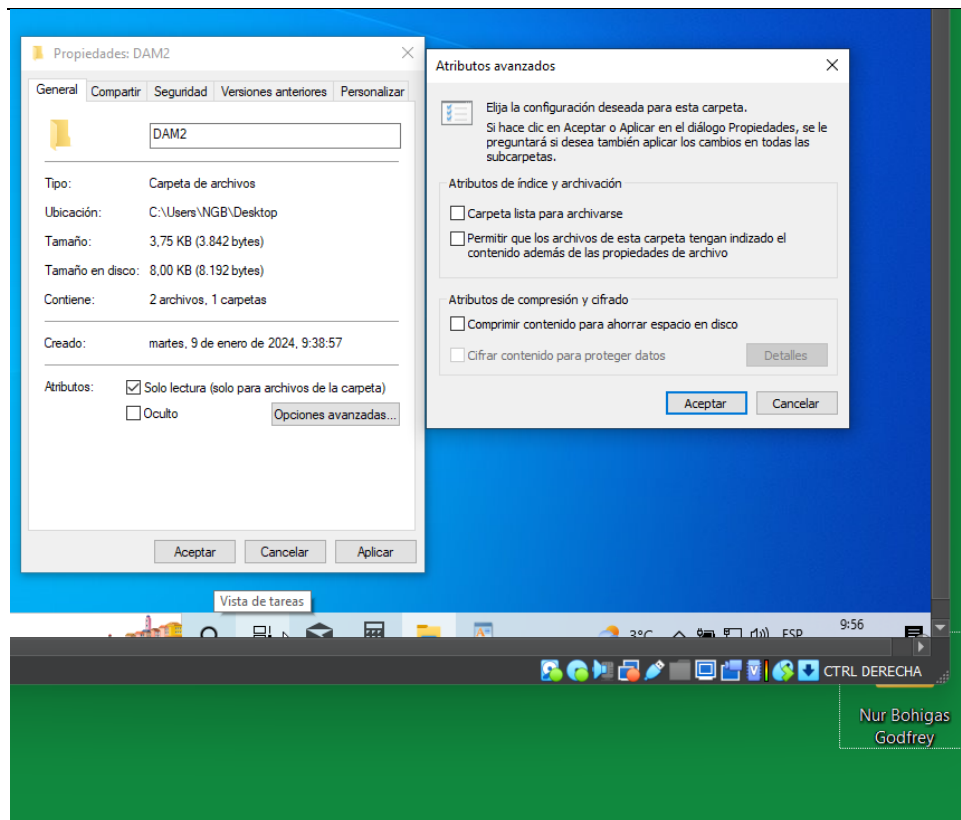 Propiedades: DAM2
General Compartir Seguridad Versiones anteriores Personalizar
DAM2
Tipo: Carpeta de archivos
Ubicación: C:\Users\NGB\Desktop
Tamaño: 3,75 KB (3.842 bytes)
Tamaño en disco: 8,00 KB (8.192 bytes)
Contiene: 2 archivos, 1 carpetas
Creado: martes, 9 de enero de 2024, 9:38:57
Atributos: Solo lectura (solo para archivos de la carpeta)
Oculto Opciones avanzadas...
Aceptar Cancelar Aplicar
Atributos avanzados
Elija la configuración deseada para esta carpeta.
Si hace clic en Aceptar o Aplicar en el diálogo Propiedades, se le
preguntará si desea también aplicar los cambios en todas las
subcarpetas.
Atributos de índice y archivación
Carpeta lista para archivarse
Permitir que los archivos de esta carpeta tengan indizado el
contenido además de las propiedades de archivo
Atributos de compresión y cifrado
Comprimir contenido para ahorrar espacio en disco
Cifrar contenido para proteger datos Detalles
Aceptar Cancelar
Vista de tareas
3°C ESP 9:56
CTRL DERECHA
Nur Bohigas
Godfrey